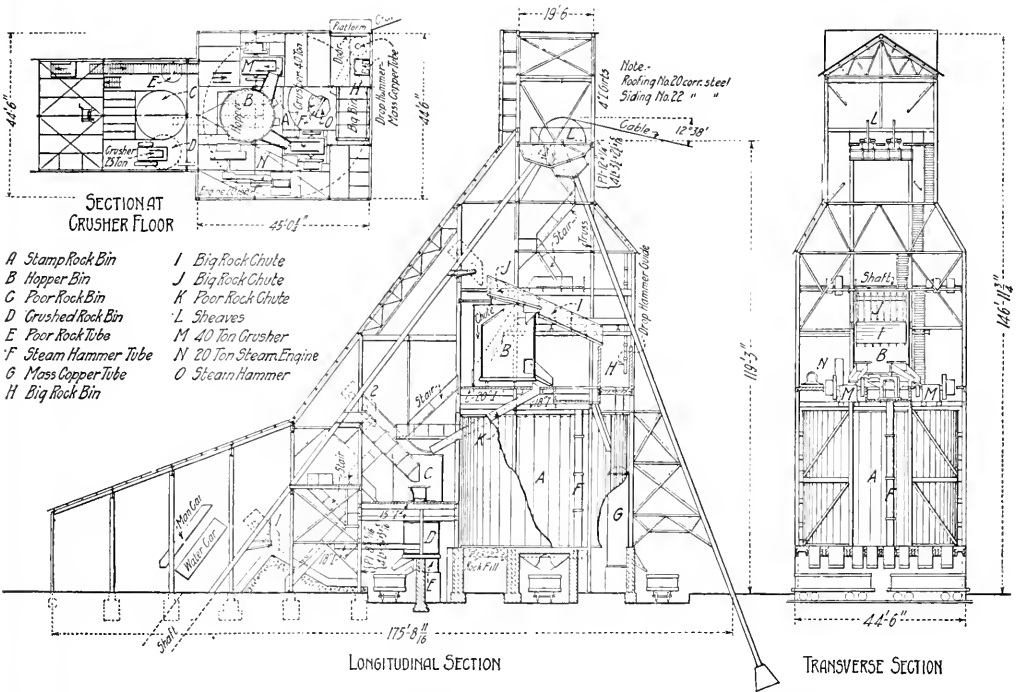 19'-6
Platform
44'-6"
44'-6"
E
C
M
B
Hopper
A
F
O
Crusher-40 Ton
Big Bin
H
Drop Hammer-
Mass Copper Tube
Crusher
25 Ton
D
N
SECTION AT
CRUSHER FLOOR
45'-0¼"
Note.-
Roofing No.20 corr. steel
Siding No.22 " "
L
Cable
12°38'
Stair
Truss
Drop Hammer Guide
A Stamp Rock Bin
B Hopper Bin
C Poor Rock Bin
D Crushed Rock Bin
E Poor Rock Tube
F Steam Hammer Tube
G Mass Copper Tube
H Big Rock Bin
I Big Rock Chute
J Big Rock Chute
K Poor Rock Chute
L Sheaves
M 40 Ton Crusher
N 20 Ton Steam Engine
O Steam Hammer
J
I
Chute
B
H
Stair
K
C
A
F
G
Stair
D
E
Rock Fill
Man Car
Water Car
Shaft
119'-3"
175'-8 11/16"
LONGITUDINAL SECTION
L
Shaft
J
I
B
N
M
M
A
F
146'-11¾"
44'-6"
TRANSVERSE SECTION